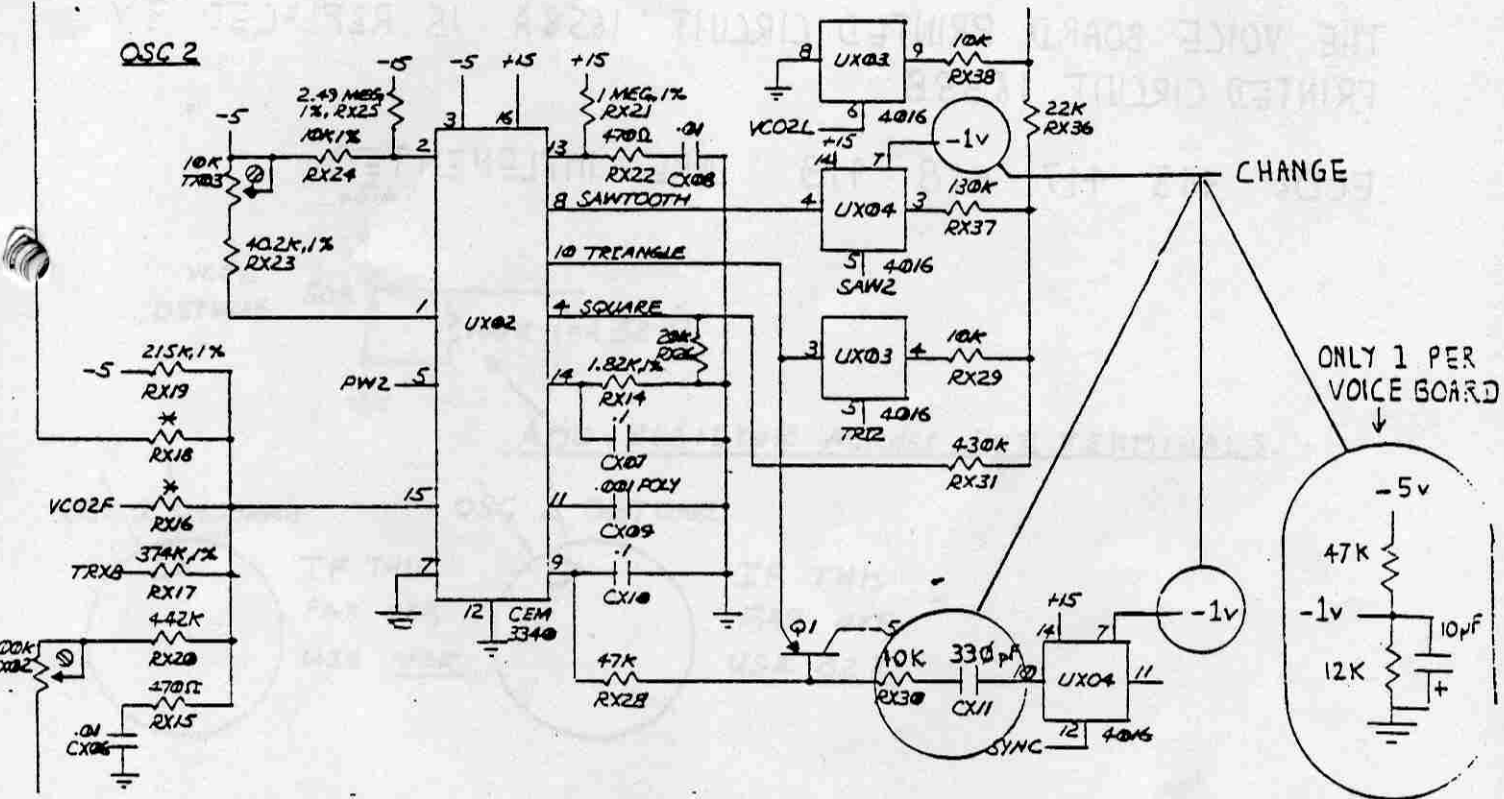 OSC 2
-5
10K
TX03
2.49 MEG,
1%, RX25
-15
10K 1%
RX24
40.2K, 1%
RX23
-5
215K, 1%
RX19
*
RX18
VCO2F
*
RX16
TRXB
374K, 1%
RX17
442K
RX20
470Ω
RX15
.01
CX06
-5
+15
3
16
2
1
5
PW2
15
7
12
UX02
CEM
3340
13
8 SAWTOOTH
10 TRIANGLE
4 SQUARE
14
11
9
+15
1 MEG, 1%
RX21
470Ω
RX22
.01
CX08
1.82K, 1%
RX14
.1
CX07
.001 POLY
CX09
.1
CX10
47K
RX28
Q1
-5
10K
RX30
330pF
CX11
10
UX04
11
+15
14
7
-1v
12
4016
SYNC
8
UX03
9
10K
RX38
6
4016
VCO2L
+15
14
7
-1v
4
UX04
3
130K
RX37
5
4016
SAW2
22K
RX36
3
UX03
4
10K
RX29
5
4016
TRI2
430K
RX31
CHANGE
ONLY 1 PER
VOICE BOARD
-5v
47K
-1v
12K
10µF
+